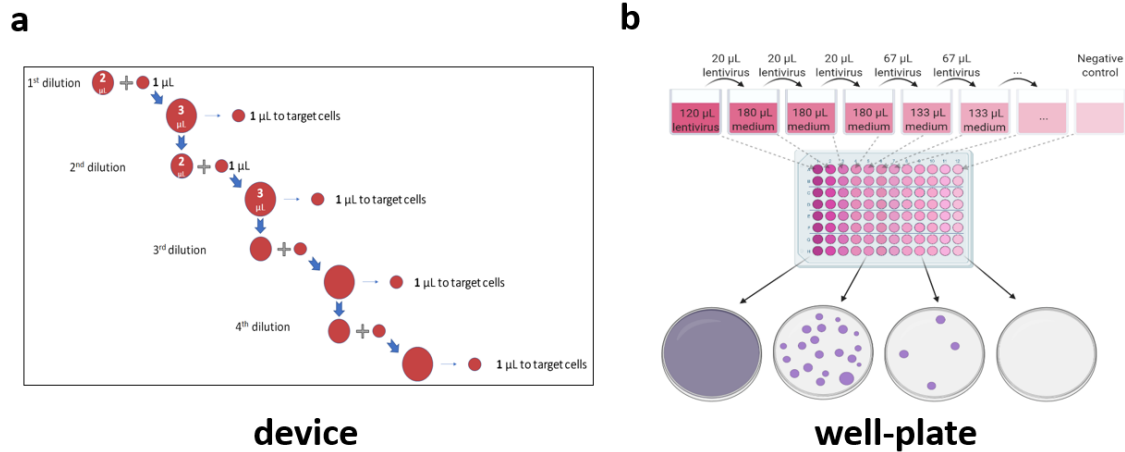 a
1st dilution
2
μL
1 μL
3
μL
1 μL to target cells
2nd dilution
2
μL
1 μL
3
μL
1 μL to target cells
3rd dilution
1 μL to target cells
4th dilution
1 μL to target cells
device
b
20 μL
lentivirus
20 μL
lentivirus
20 μL
lentivirus
67 μL
lentivirus
67 μL
lentivirus
...
Negative
control
120 μL
lentivirus
180 μL
medium
180 μL
medium
180 μL
medium
133 μL
medium
133 μL
medium
...
well-plate